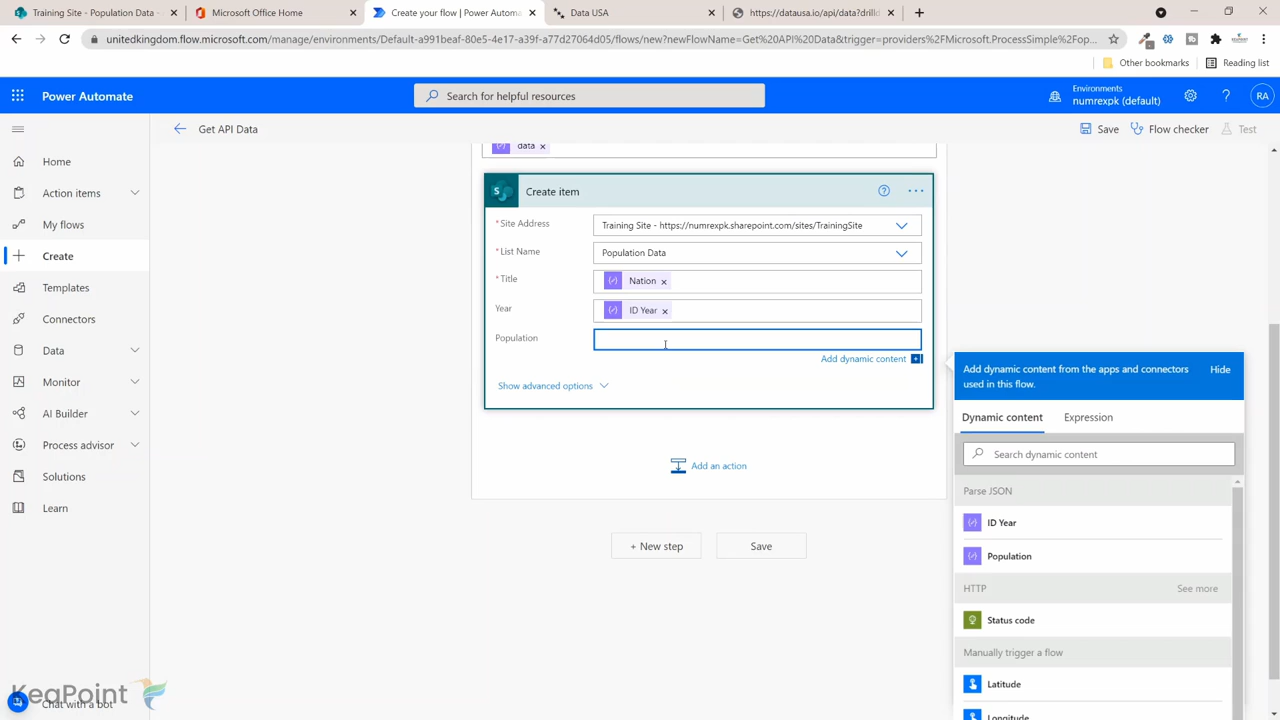 Training Site - Population Data - ×
Microsoft Office Home ×
Create your flow | Power Automa ×
Data USA ×
https://datausa.io/api/data?drilld ×
unitedkingdom.flow.microsoft.com/manage/environments/Default-a991beaf-80e5-4e17-a39f-a77d27064d05/flows/new?newFlowName=Get%20API%20Data&trigger=providers%2FMicrosoft.ProcessSimple%2Fop...
Other bookmarks
Reading list
Power Automate
Search for helpful resources
Environments
numrexpk (default)
RA
Get API Data
Save
Flow checker
Test
Home
Action items
My flows
Create
Templates
Connectors
Data
Monitor
AI Builder
Process advisor
Solutions
Learn
Chat with a bot
KeaPoint
data ×
Create item
* Site Address
Training Site - https://numrexpk.sharepoint.com/sites/TrainingSite
* List Name
Population Data
* Title
Nation ×
Year
ID Year ×
Population
Add dynamic content
Show advanced options
Add an action
+ New step
Save
Add dynamic content from the apps and connectors
used in this flow.
Hide
Dynamic content
Expression
Search dynamic content
Parse JSON
ID Year
Population
HTTP
See more
Status code
Manually trigger a flow
Latitude
Longitude